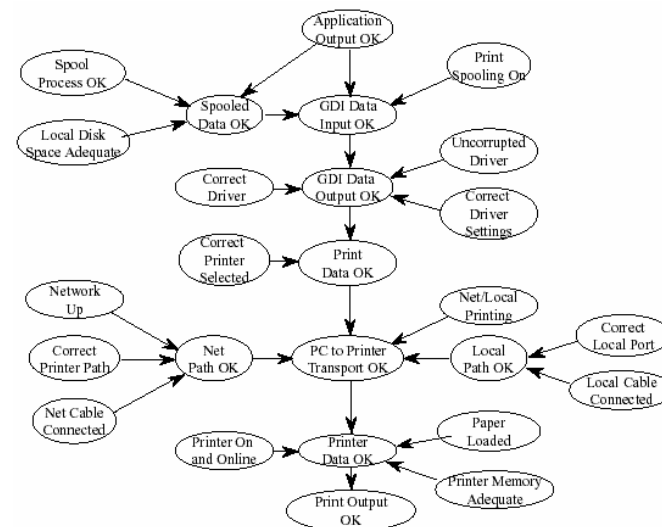 Application
Output OK
Spool
Process OK
Print
Spooling On
Spooled
Data OK
GDI Data
Input OK
Local Disk
Space Adequate
Uncorrupted
Driver
Correct
Driver
GDI Data
Output OK
Correct
Driver
Settings
Correct
Printer
Selected
Print
Data OK
Network
Up
Net/Local
Printing
Correct
Local Port
Correct
Printer Path
Net
Path OK
PC to Printer
Transport OK
Local
Path OK
Net Cable
Connected
Local Cable
Connected
Paper
Loaded
Printer On
and Online
Printer
Data OK
Printer Memory
Adequate
Print Output
OK